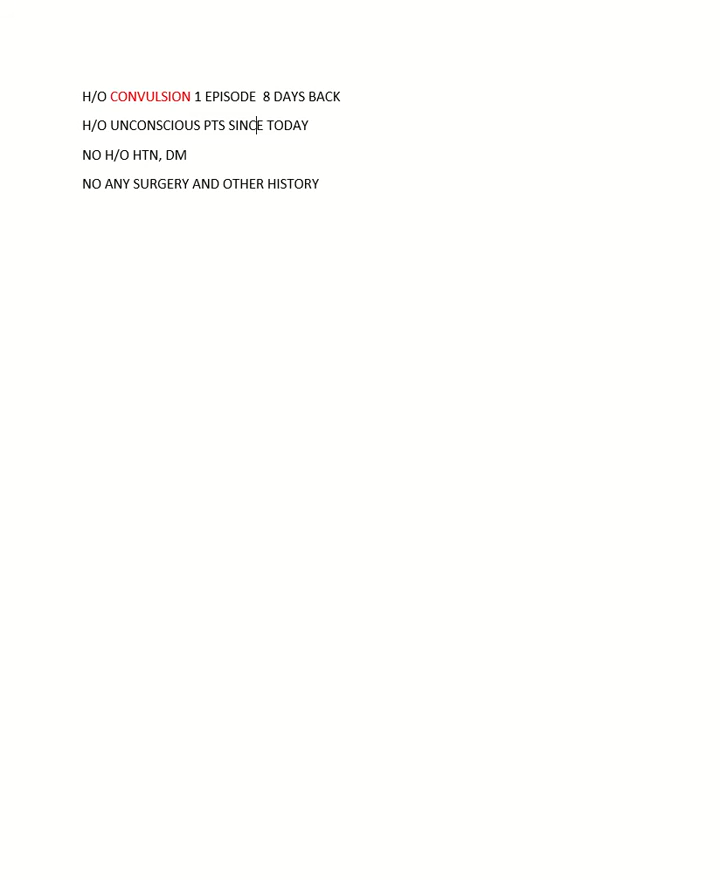 H/O CONVULSION 1 EPISODE  8 DAYS BACK
H/O UNCONSCIOUS PTS SINCE TODAY
NO H/O HTN, DM
NO ANY SURGERY AND OTHER HISTORY